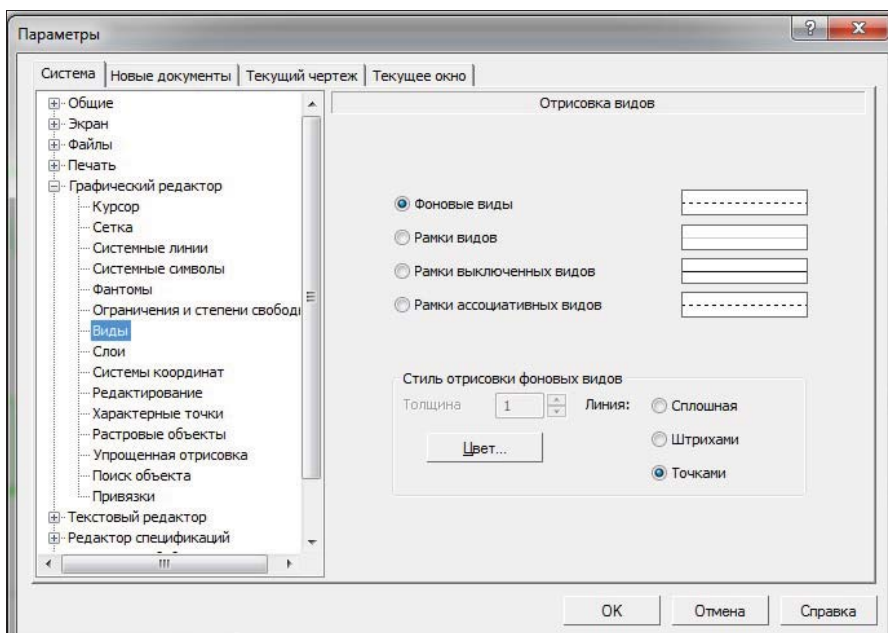 Параметры
Система Новые документы Текущий чертеж Текущее окно
Общие
Экран
Файлы
Печать
Графический редактор
Курсор
Сетка
Системные линии
Системные символы
Фантомы
Ограничения и степени свобод
Виды
Слои
Системы координат
Редактирование
Характерные точки
Растровые объекты
Упрощенная отрисовка
Поиск объекта
Привязки
Текстовый редактор
Редактор спецификаций
Отрисовка видов
Фоновые виды
Рамки видов
Рамки выключенных видов
Рамки ассоциативных видов
Стиль отрисовки фоновых видов
Толщина 1 Линия: Сплошная
Штрихами
Цвет...
Точками
OK Отмена Справка